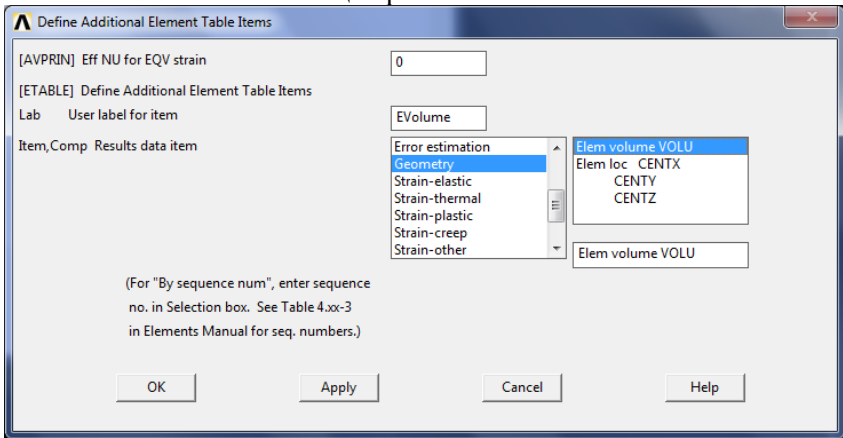 Define Additional Element Table Items
[AVPRIN] Eff NU for EQV strain 0
[ETABLE] Define Additional Element Table Items
Lab User label for item EVolume
Item,Comp Results data item
Error estimation
Geometry
Strain-elastic
Strain-thermal
Strain-plastic
Strain-creep
Strain-other
Elem volume VOLU
Elem loc CENTX
CENTY
CENTZ
Elem volume VOLU
(For "By sequence num", enter sequence
no. in Selection box. See Table 4.xx-3
in Elements Manual for seq. numbers.)
OK Apply Cancel Help